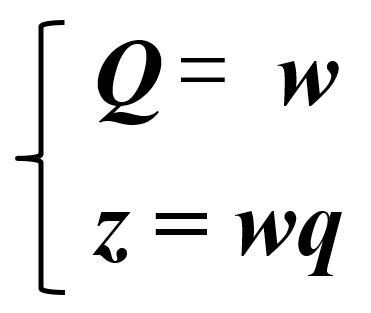 Q = w
z = wq